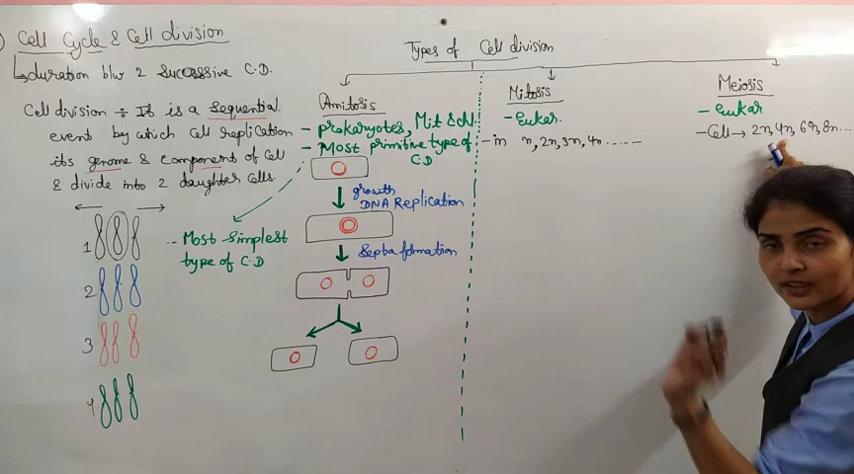 Cell Cycle & Cell division
duration b/w 2 successive C.D.
Cell division ÷ It is a sequential
event by which cell replication
its genome & component of cell
& divide into 2 daughter cells.
1
2
3
4
Types of Cell division
Amitosis
- Prokaryotes, Mit & chl.
- Most primitive type of
C.D
growth
DNA Replication
Septa formation
-- Most simplest
type of C.D
Mitosis
- Eukar.
- in n, 2n, 3n, 4n ------
Meiosis
- Eukar
- Cell → 2n, 4n, 6n, 8n...